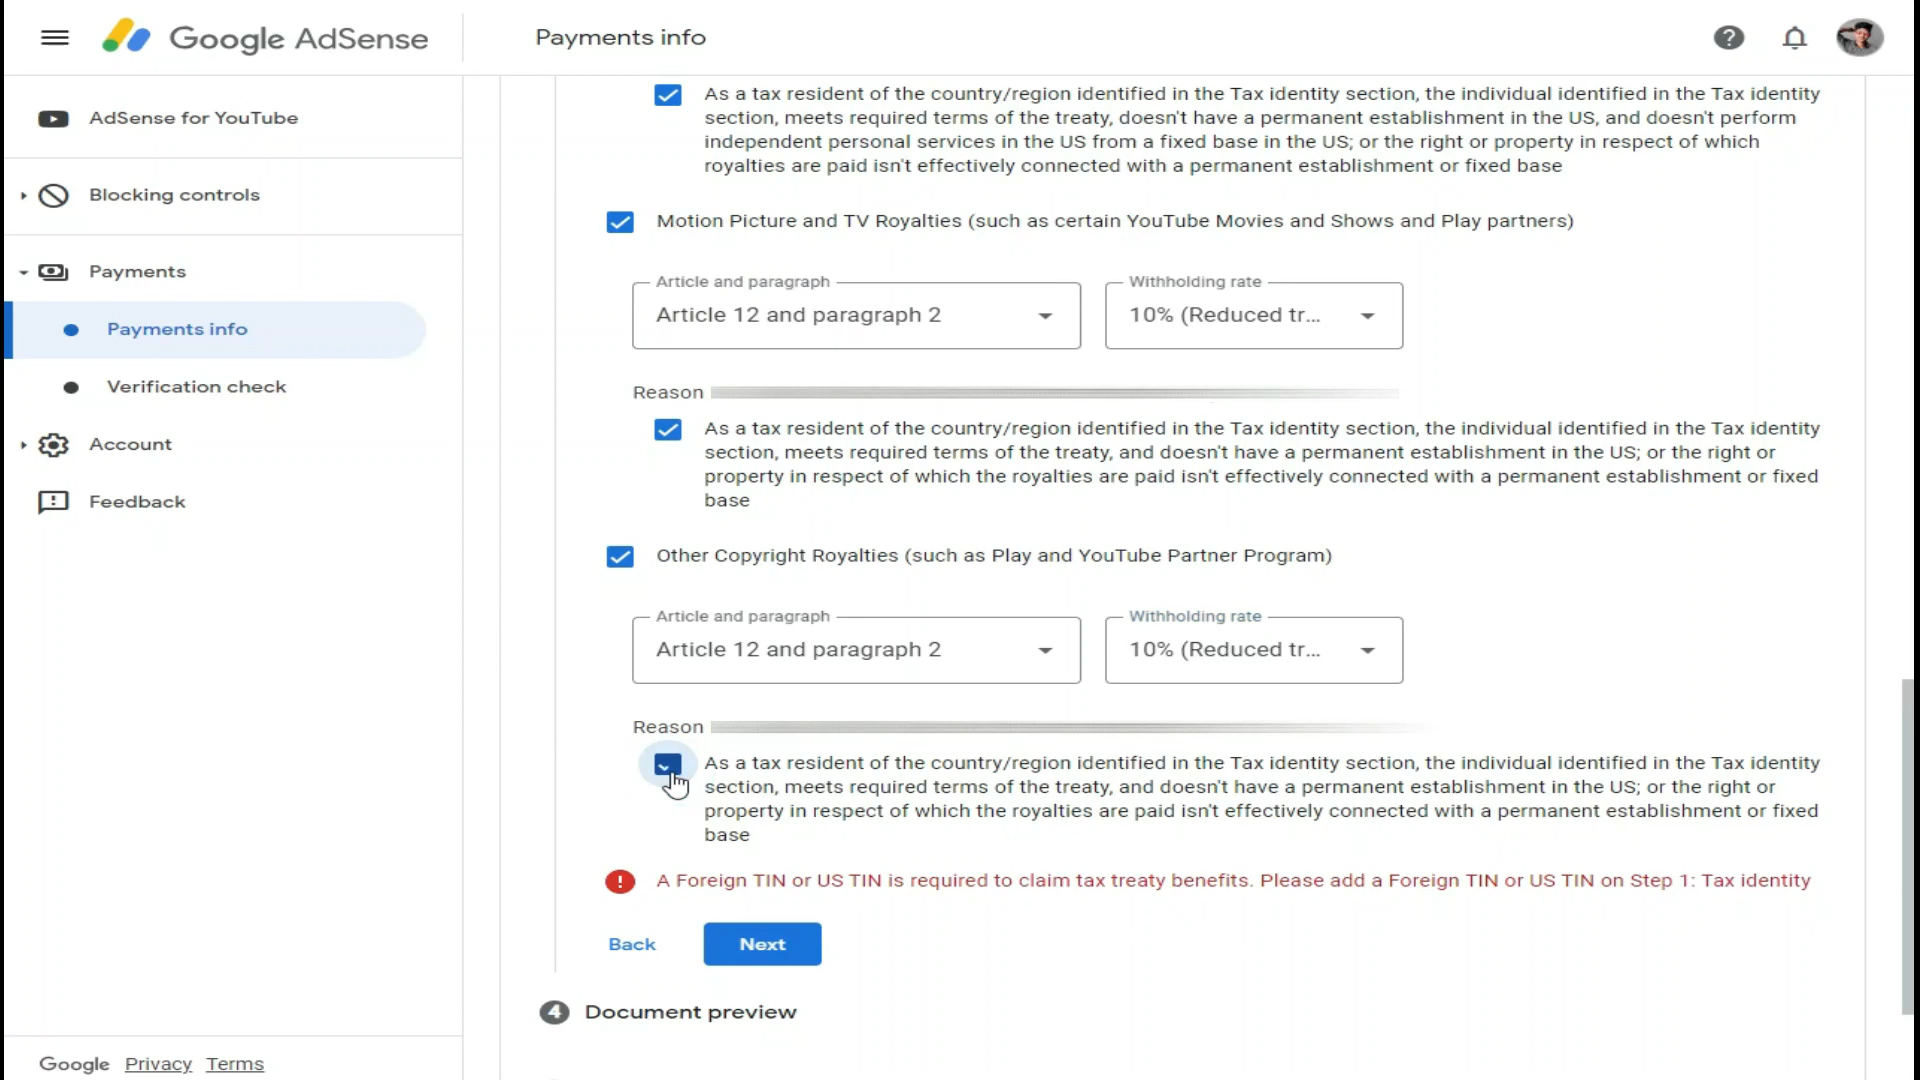 Google AdSense
Payments info
AdSense for YouTube
Blocking controls
Payments
Payments info
Verification check
Account
Feedback
Google Privacy Terms
As a tax resident of the country/region identified in the Tax identity section, the individual identified in the Tax identity
section, meets required terms of the treaty, doesn't have a permanent establishment in the US, and doesn't perform
independent personal services in the US from a fixed base in the US; or the right or property in respect of which
royalties are paid isn't effectively connected with a permanent establishment or fixed base
Motion Picture and TV Royalties (such as certain YouTube Movies and Shows and Play partners)
Article and paragraph
Article 12 and paragraph 2
Withholding rate
10% (Reduced tr...
Reason
As a tax resident of the country/region identified in the Tax identity section, the individual identified in the Tax identity
section, meets required terms of the treaty, and doesn't have a permanent establishment in the US; or the right or
property in respect of which the royalties are paid isn't effectively connected with a permanent establishment or fixed
base
Other Copyright Royalties (such as Play and YouTube Partner Program)
Article and paragraph
Article 12 and paragraph 2
Withholding rate
10% (Reduced tr...
Reason
As a tax resident of the country/region identified in the Tax identity section, the individual identified in the Tax identity
section, meets required terms of the treaty, and doesn't have a permanent establishment in the US; or the right or
property in respect of which the royalties are paid isn't effectively connected with a permanent establishment or fixed
base
A Foreign TIN or US TIN is required to claim tax treaty benefits. Please add a Foreign TIN or US TIN on Step 1: Tax identity
Back
Next
4 Document preview